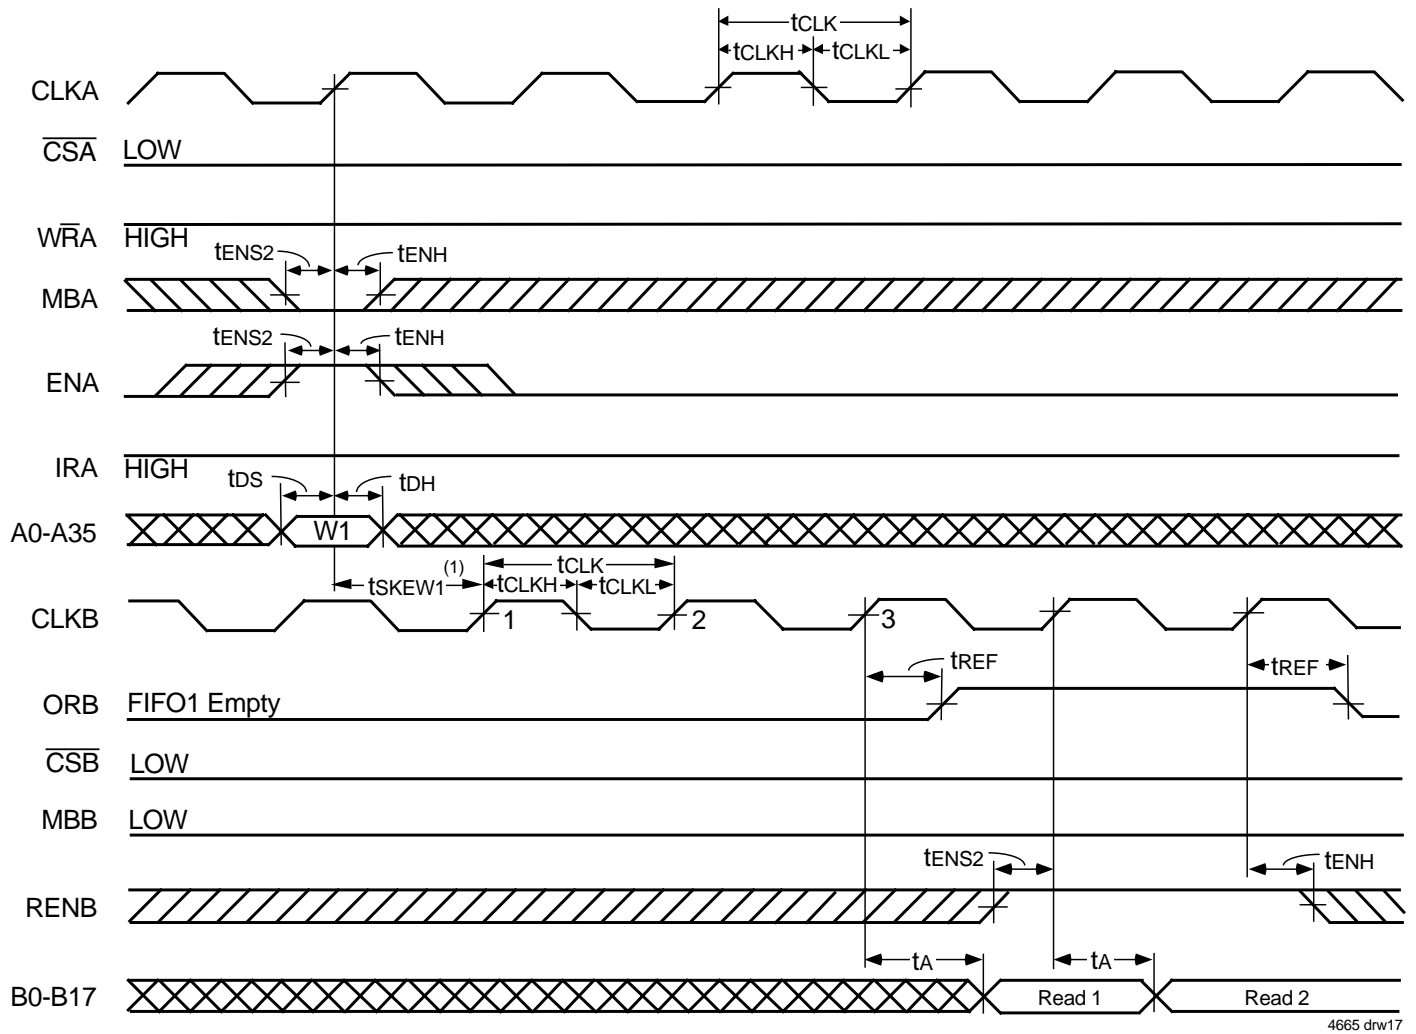 tCLK
tCLKH tCLKL
CLKA
CSA LOW
WRA HIGH
tENS2 tENH
MBA
tENS2 tENH
ENA
IRA HIGH
tDS tDH
A0-A35 W1
tSKEW1(1) tCLK
tCLKH tCLKL
CLKB 1 2 3
tREF tREF
ORB FIFO1 Empty
CSB LOW
MBB LOW
tENS2 tENH
RENB
tA tA
B0-B17 Read 1 Read 2
4665 drw17